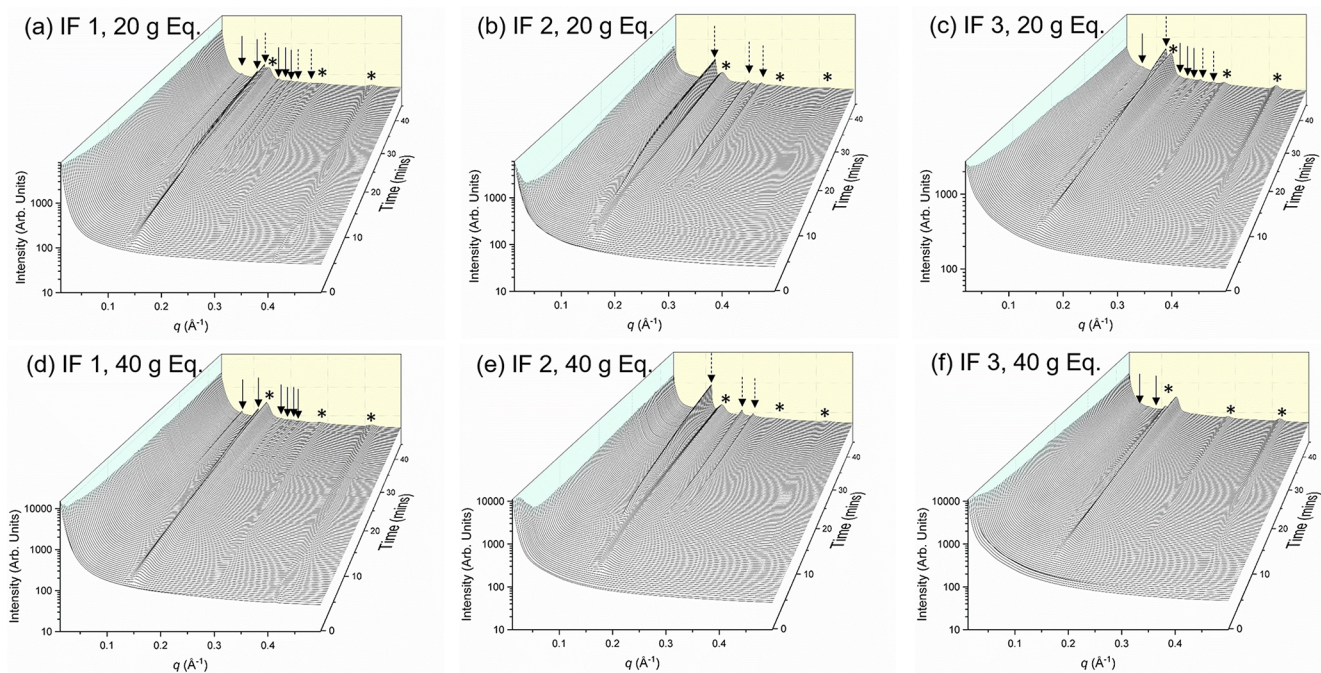 (a) IF 1, 20 g Eq.
(b) IF 2, 20 g Eq.
(c) IF 3, 20 g Eq.
* * *
* * *
* * *
Intensity (Arb. Units)
1000
100
10
0.1 0.2 0.3 0.4
q (Å-1)
0
10
20
30
40
Time (mins)
Intensity (Arb. Units)
1000
100
10
0.1 0.2 0.3 0.4
q (Å-1)
0
10
20
30
40
Time (mins)
Intensity (Arb. Units)
1000
100
0.1 0.2 0.3 0.4
q (Å-1)
0
10
20
30
40
Time (mins)
(d) IF 1, 40 g Eq.
(e) IF 2, 40 g Eq.
(f) IF 3, 40 g Eq.
* * *
* * *
* * *
Intensity (Arb. Units)
10000
1000
100
10
0.1 0.2 0.3 0.4
q (Å-1)
0
10
20
30
40
Time (mins)
Intensity (Arb. Units)
10000
1000
100
10
0.1 0.2 0.3 0.4
q (Å-1)
0
10
20
30
40
Time (mins)
Intensity (Arb. Units)
10000
1000
100
10
0.1 0.2 0.3 0.4
q (Å-1)
0
10
20
30
40
Time (mins)